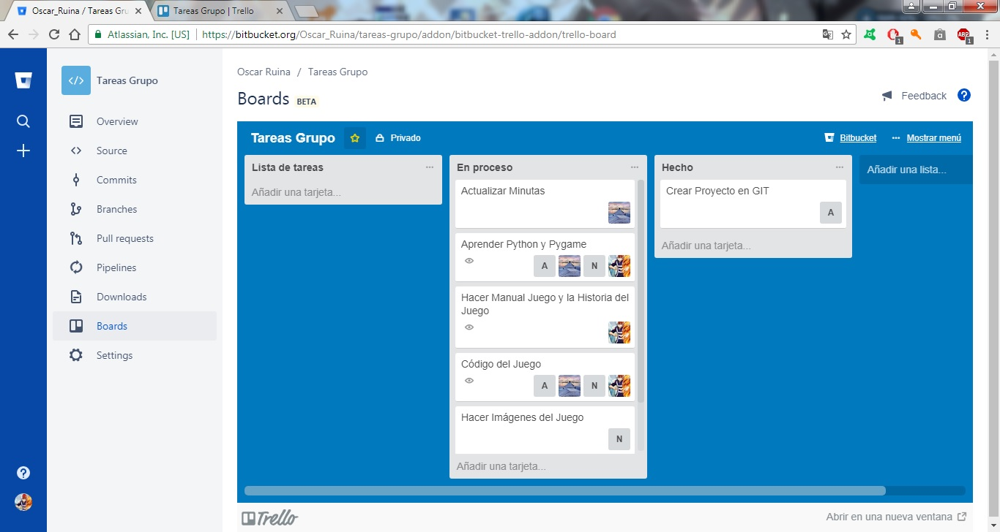 Oscar_Ruina / Tareas Gru
Tareas Grupo | Trello
Atlassian, Inc. [US]
https://bitbucket.org/Oscar_Ruina/tareas-grupo/addon/bitbucket-trello-addon/trello-board
1
a
ABP
1
Tareas Grupo
Overview
Source
Commits
Branches
Pull requests
Pipelines
Downloads
Boards
Settings
Oscar Ruina / Tareas Grupo
Boards BETA
Feedback
Tareas Grupo
Privado
Bitbucket
Mostrar menú
Lista de tareas
Añadir una tarjeta...
En proceso
Actualizar Minutas
Aprender Python y Pygame
A
N
Hacer Manual Juego y la Historia del
Juego
Código del Juego
A
N
Hacer Imágenes del Juego
N
Añadir una tarjeta...
Hecho
Crear Proyecto en GIT
A
Añadir una tarjeta...
Añadir una lista...
Trello
Abrir en una nueva ventana